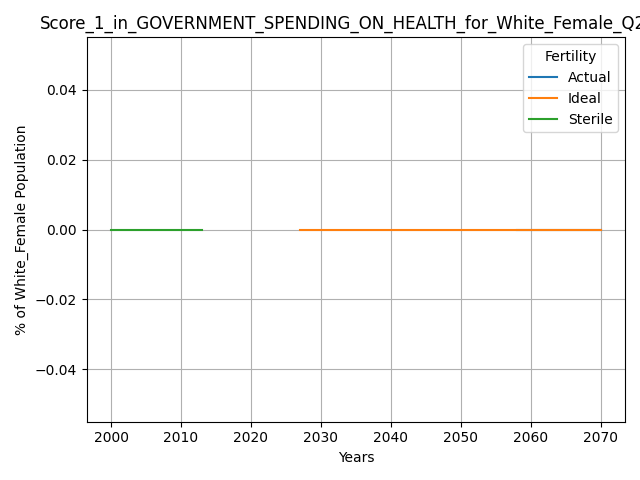 Score_1_in_GOVERNMENT_SPENDING_ON_HEALTH_for_White_Female_Q2
Fertility
Actual
Ideal
Sterile
0.04
0.02
0.00
−0.02
−0.04
% of White_Female Population
2000 2010 2020 2030 2040 2050 2060 2070
Years